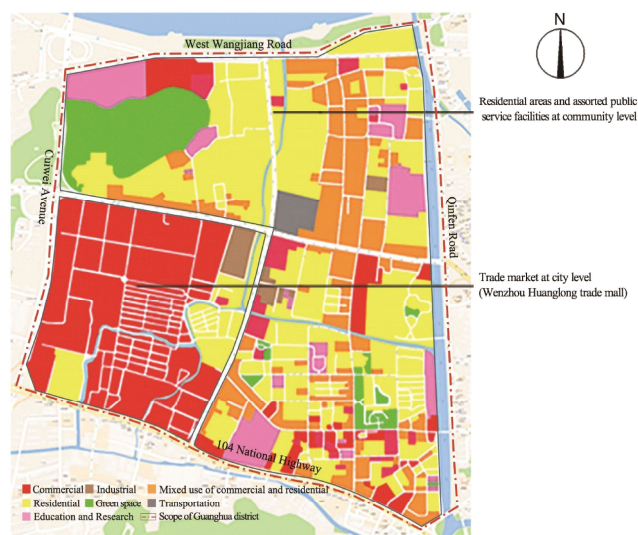 West Wangjiang Road
N
Residential areas and assorted public
service facilities at community level
Cuiwei Avenue
Qinfen Road
Trade market at city level
(Wenzhou Huanglong trade mall)
104 National Highway
Commercial Industrial Mixed use of commercial and residential
Residential Green space Transportation
Education and Research Scope of Guanghua district